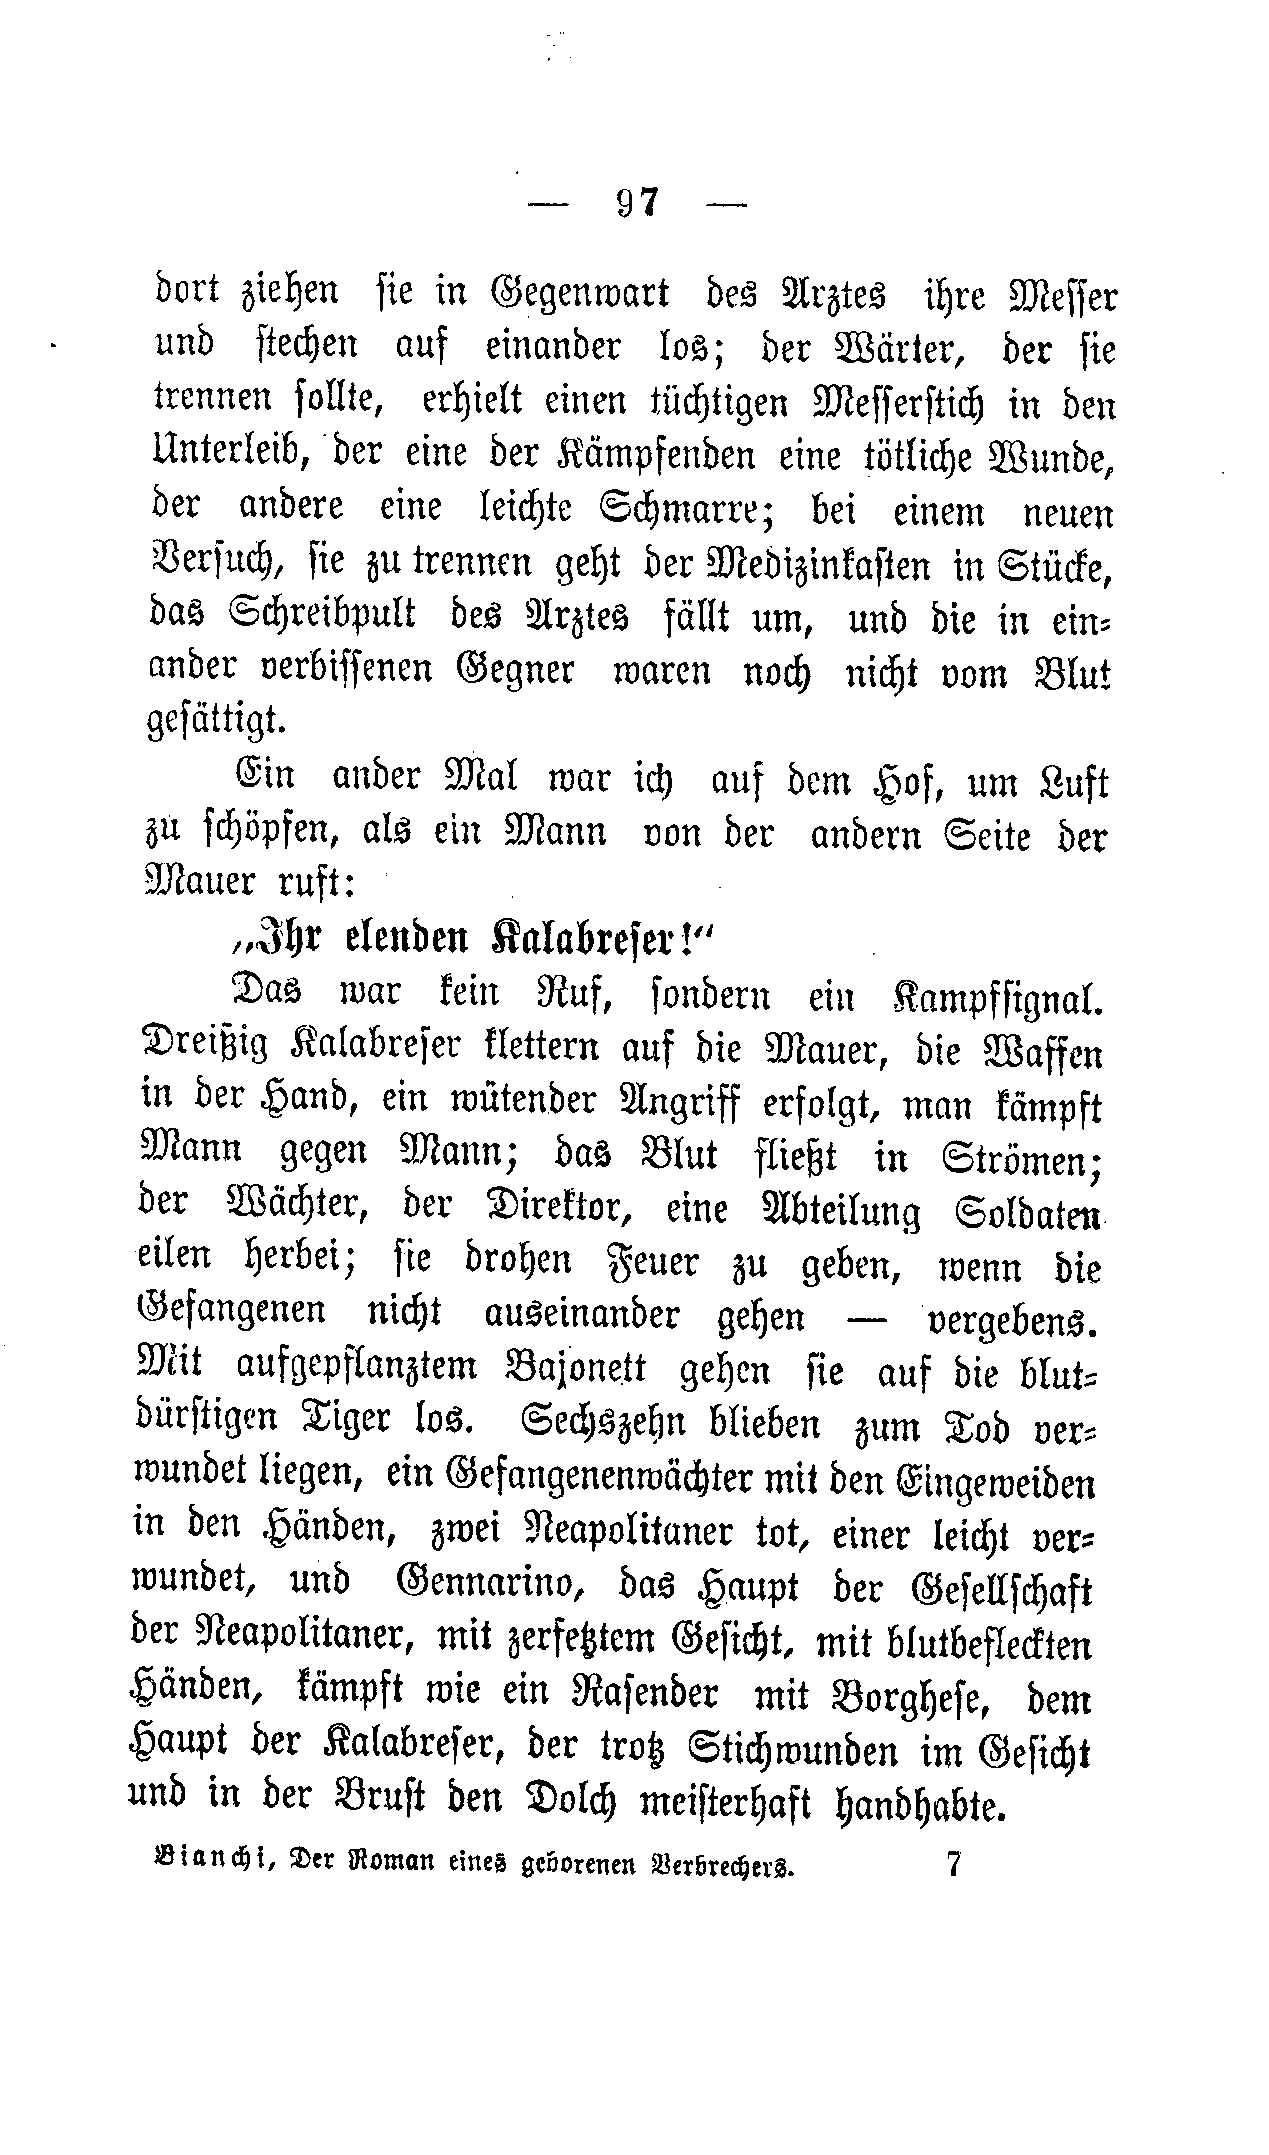 — 97 —
dort ziehen sie in Gegenwart des Arztes ihre Messer
und stechen auf einander los; der Wärter, der sie
trennen sollte, erhielt einen tüchtigen Messerstich in den
Unterleib, der eine der Kämpfenden eine tötliche Wunde,
der andere eine leichte Schmarre; bei einem neuen
Versuch, sie zu trennen geht der Medizinkasten in Stücke,
das Schreibpult des Arztes fällt um, und die in ein-
ander verbissenen Gegner waren noch nicht vom Blut
gesättigt.
Ein ander Mal war ich auf dem Hof, um Luft
zu schöpfen, als ein Mann von der andern Seite der
Mauer ruft:
„Ihr elenden Kalabreser!“
Das war kein Ruf, sondern ein Kampfsignal.
Dreißig Kalabreser klettern auf die Mauer, die Waffen
in der Hand, ein wütender Angriff erfolgt, man kämpft
Mann gegen Mann; das Blut fließt in Strömen;
der Wächter, der Direktor, eine Abteilung Soldaten
eilen herbei; sie drohen Feuer zu geben, wenn die
Gefangenen nicht auseinander gehen — vergebens.
Mit aufgepflanztem Bajonett gehen sie auf die blut-
dürstigen Tiger los. Sechszehn blieben zum Tod ver-
wundet liegen, ein Gefangenenwächter mit den Eingeweiden
in den Händen, zwei Neapolitaner tot, einer leicht ver-
wundet, und Gennarino, das Haupt der Gesellschaft
der Neapolitaner, mit zerfetztem Gesicht, mit blutbefleckten
Händen, kämpft wie ein Rasender mit Borghese, dem
Haupt der Kalabreser, der trotz Stichwunden im Gesicht
und in der Brust den Dolch meisterhaft handhabte.
Bianchi, Der Roman eines geborenen Verbrechers. 7